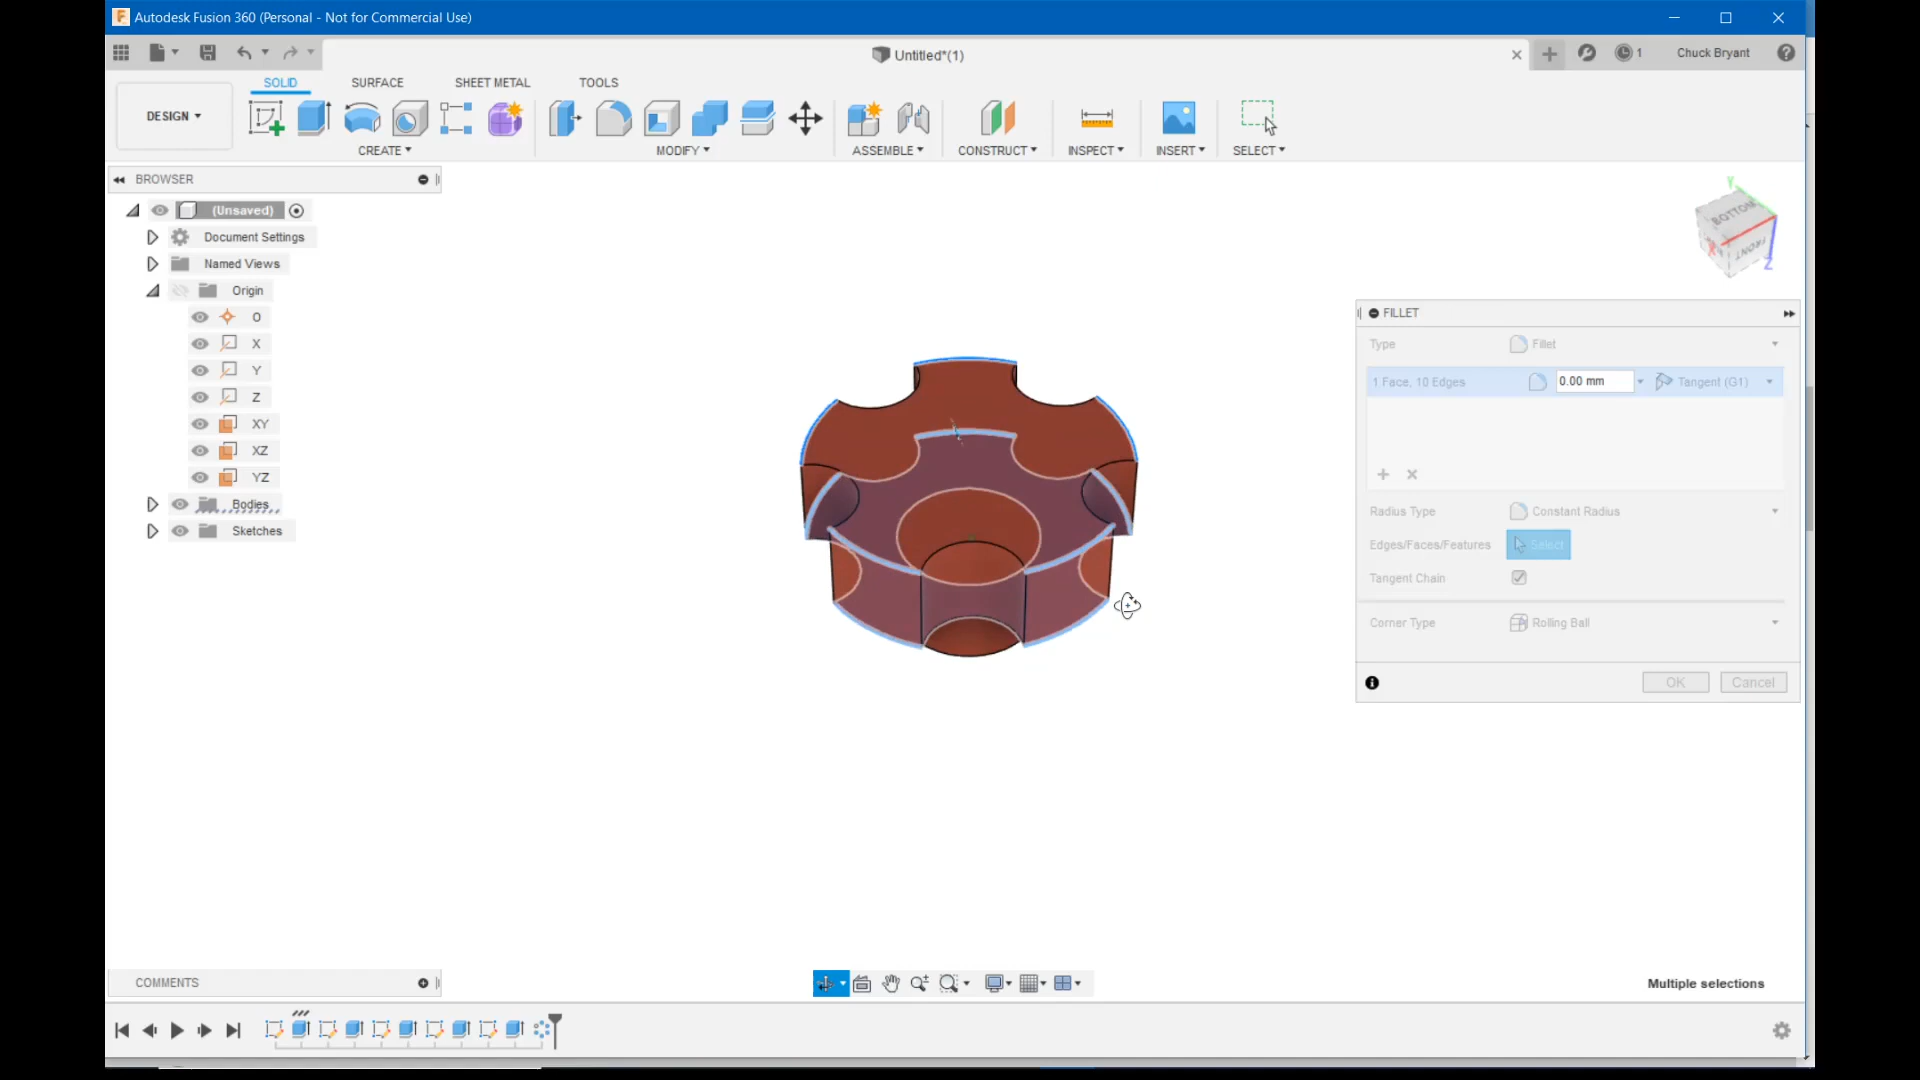 Autodesk Fusion 360 (Personal - Not for Commercial Use)
Untitled*(1)
1
Chuck Bryant
SOLID
SURFACE
SHEET METAL
TOOLS
DESIGN
CREATE
MODIFY
ASSEMBLE
CONSTRUCT
INSPECT
INSERT
SELECT
BROWSER
(Unsaved)
Document Settings
Named Views
Origin
O
X
Y
Z
XY
XZ
YZ
Bodies
Sketches
Y
BOTTOM
FRONT
X
Z
FILLET
Type
Fillet
1 Face, 10 Edges
0.00 mm
Tangent (G1)
Radius Type
Constant Radius
Edges/Faces/Features
Select
Tangent Chain
Corner Type
Rolling Ball
OK
Cancel
COMMENTS
Multiple selections